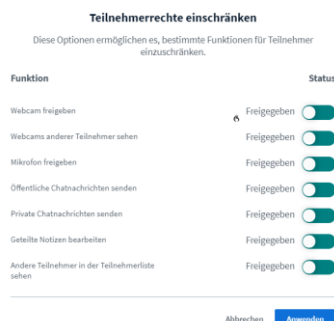 Teilnehmerrechte einschränken
Diese Optionen ermöglichen es, bestimmte Funktionen für Teilnehmer
einzuschränken.
Funktion Status
Webcam freigeben Freigegeben
Webcams anderer Teilnehmer sehen Freigegeben
Mikrofon freigeben Freigegeben
Öffentliche Chatnachrichten senden Freigegeben
Private Chatnachrichten senden Freigegeben
Geteilte Notizen bearbeiten Freigegeben
Andere Teilnehmer in der Teilnehmerliste Freigegeben
sehen
Abbrechen Anwenden